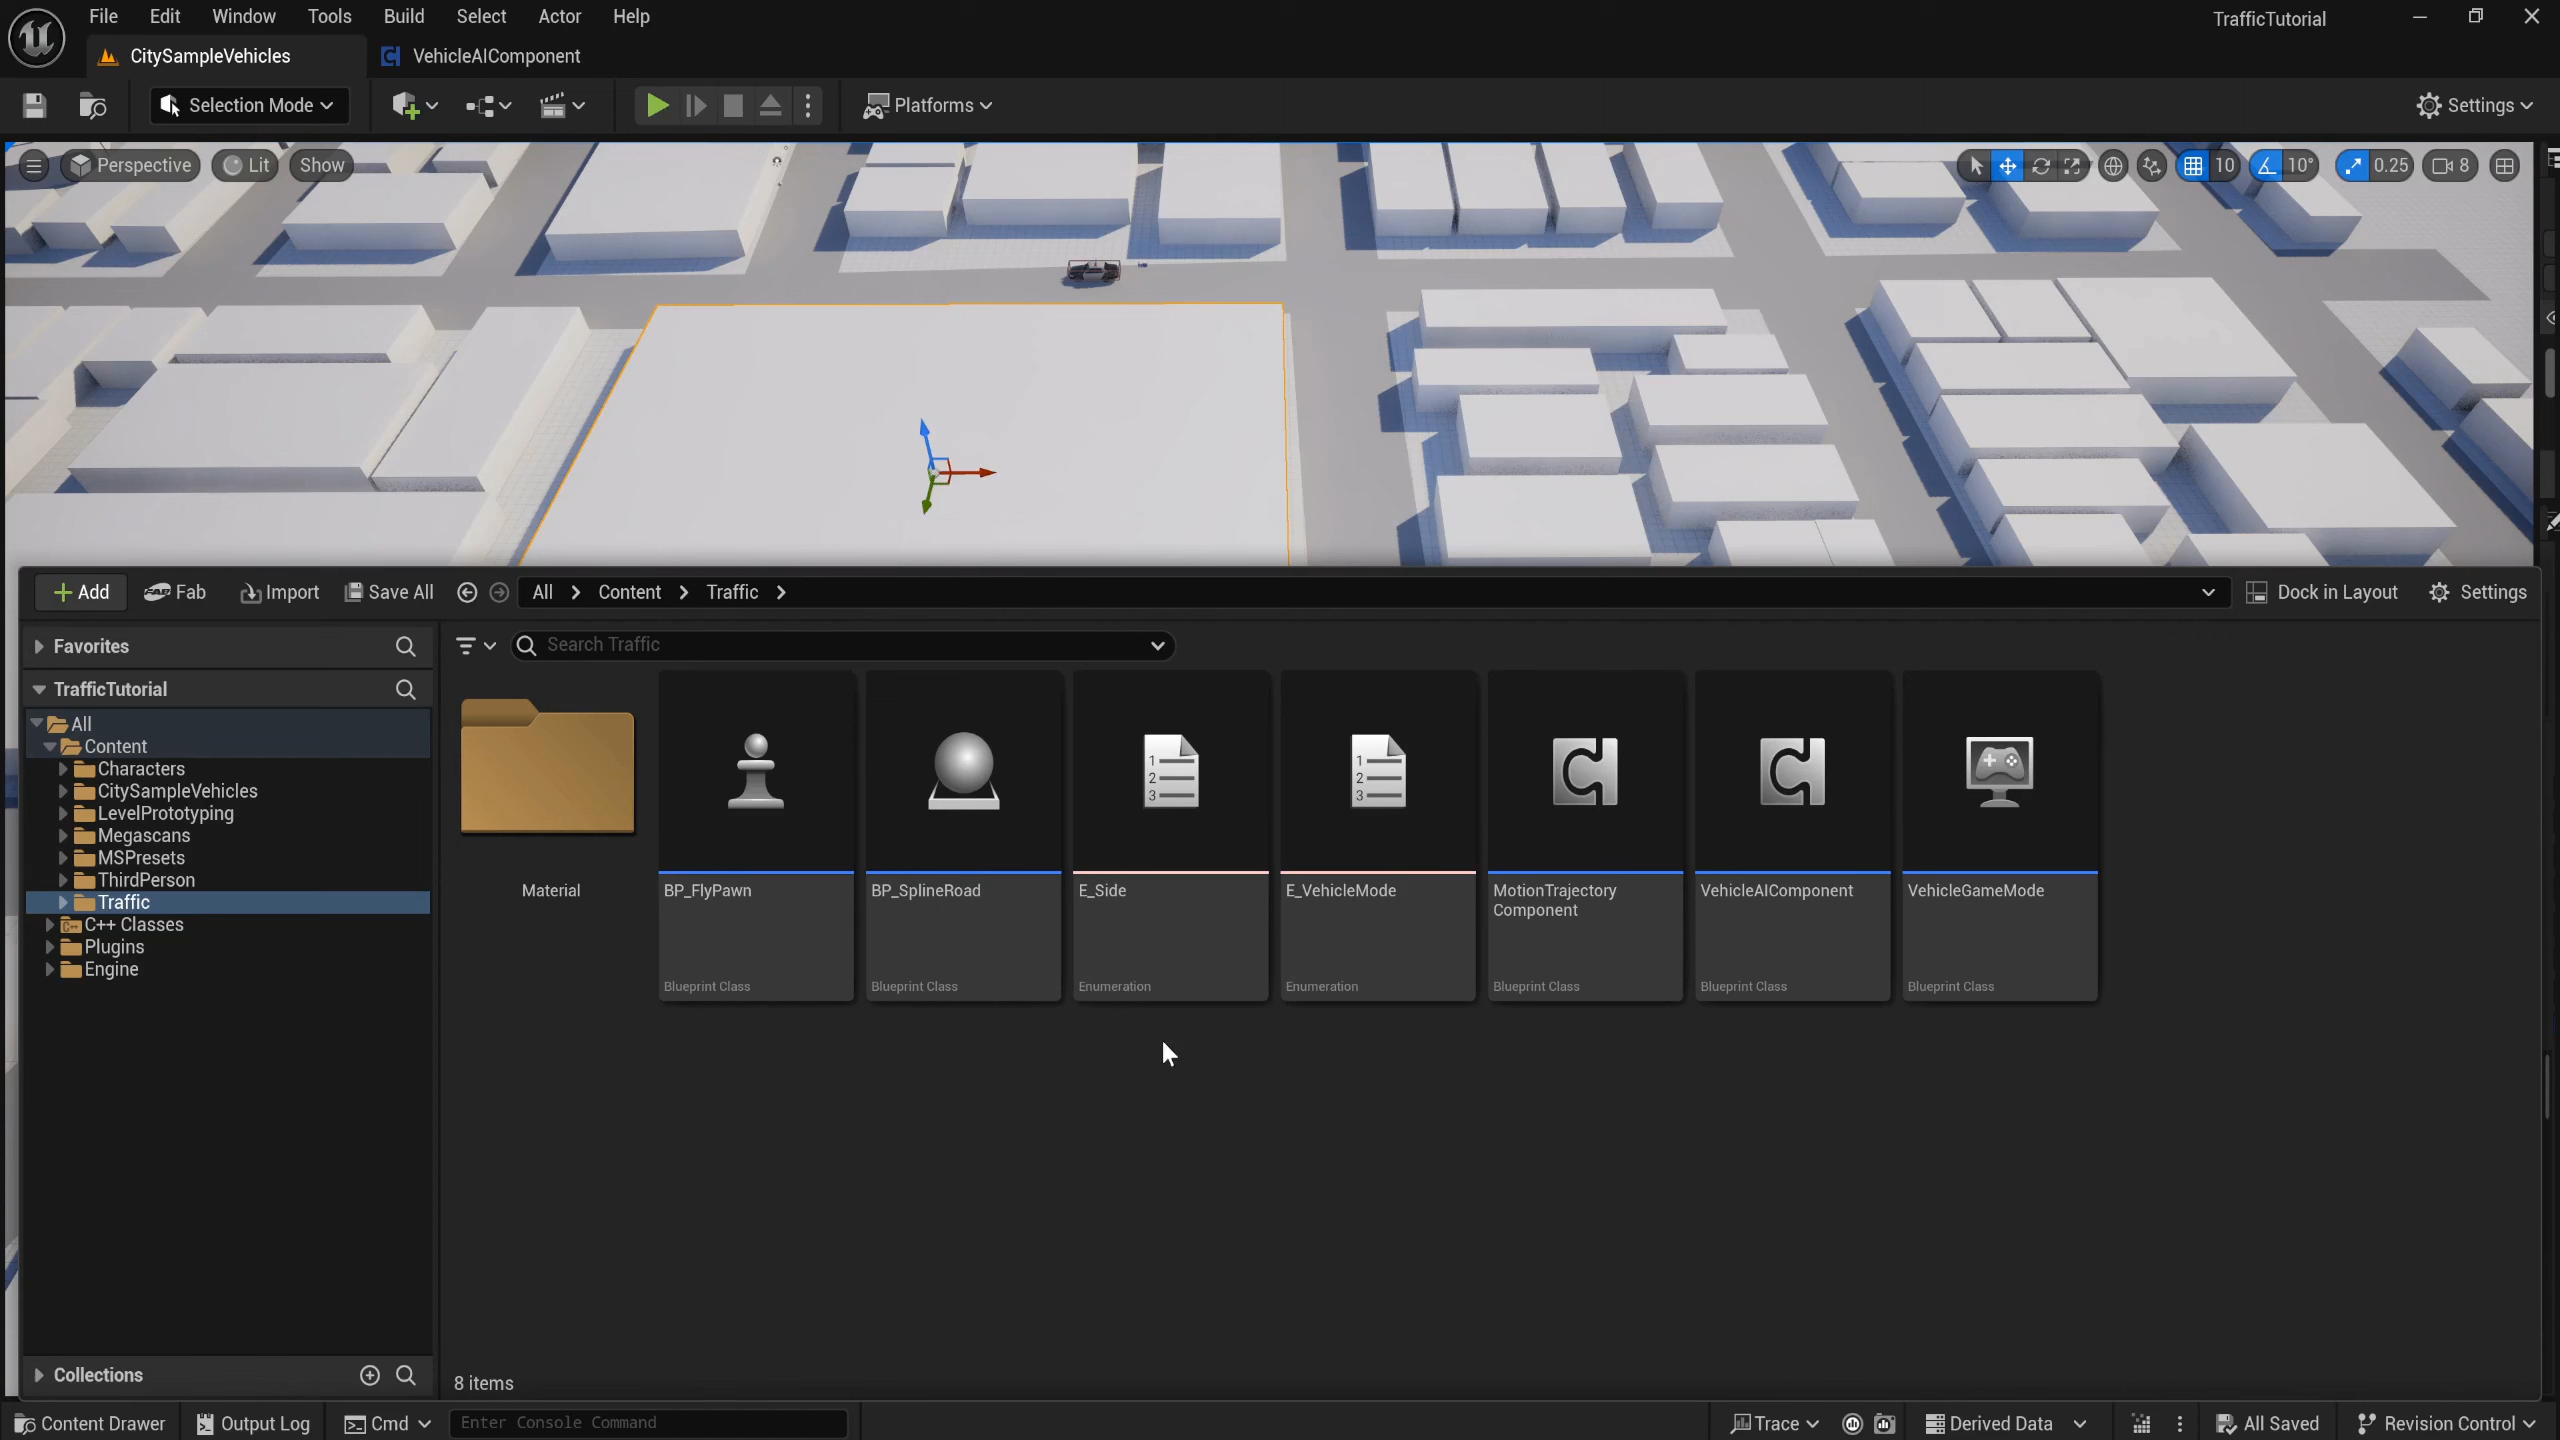 File Edit Window Tools Build Select Actor Help
TrafficTutorial
CitySampleVehicles VehicleAIComponent
Selection Mode Platforms Settings
Perspective Lit Show 10 10° 0.25 8
Add Fab Import Save All All Content Traffic Dock in Layout Settings
Favorites
Search Traffic
TrafficTutorial
All
Content
Characters
CitySampleVehicles
LevelPrototyping
Megascans
MSPresets
ThirdPerson
Traffic
C++ Classes
Plugins
Engine
Material BP_FlyPawn BP_SplineRoad E_Side E_VehicleMode MotionTrajectory VehicleAIComponent VehicleGameMode
Component
Blueprint Class Blueprint Class Enumeration Enumeration Blueprint Class Blueprint Class Blueprint Class
Collections
8 items
Content Drawer Output Log Cmd Enter Console Command Trace Derived Data All Saved Revision Control